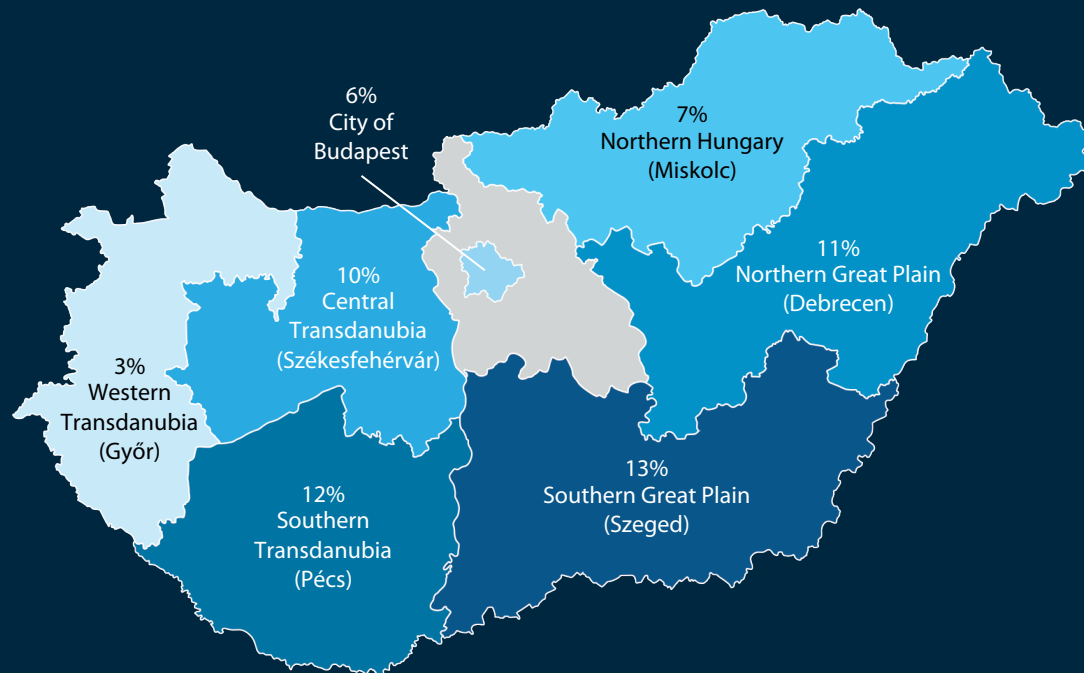 6%
City of
Budapest
7%
Northern Hungary
(Miskolc)
11%
Northern Great Plain
(Debrecen)
10%
Central
Transdanubia
(Székesfehérvár)
3%
Western
Transdanubia
(Győr)
13%
Southern Great Plain
(Szeged)
12%
Southern
Transdanubia
(Pécs)